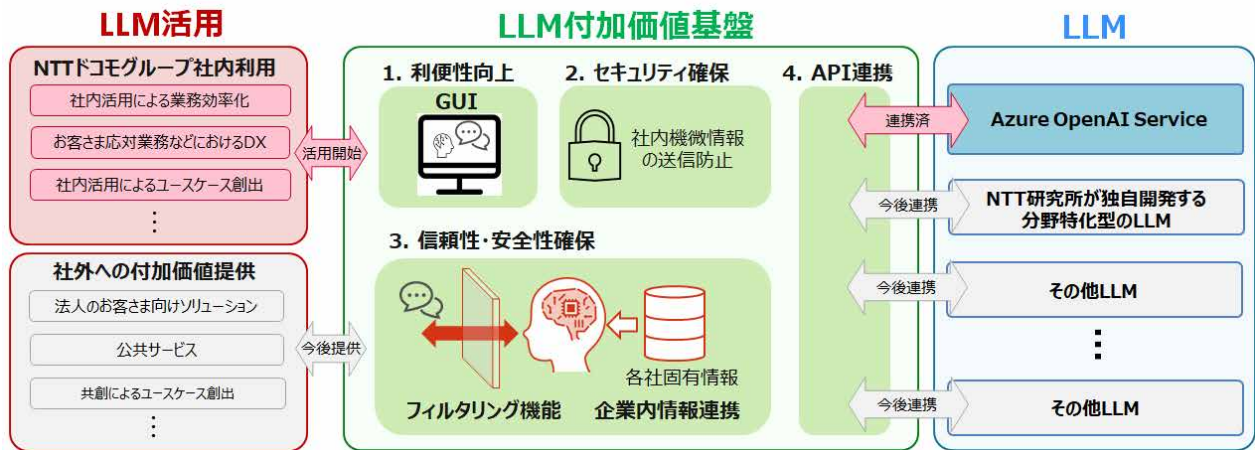 LLM活用
NTTドコモグループ社内利用
社内活用による業務効率化
お客さま応対業務などにおけるDX
社内活用によるユースケース創出
⋮
社外への付加価値提供
法人のお客さま向けソリューション
公共サービス
共創によるユースケース創出
⋮
活用開始
今後提供
LLM付加価値基盤
1. 利便性向上
GUI
2. セキュリティ確保
社内機微情報
の送信防止
3. 信頼性・安全性確保
フィルタリング機能
各社固有情報
企業内情報連携
4. API連携
連携済
今後連携
今後連携
今後連携
LLM
Azure OpenAI Service
NTT研究所が独自開発する
分野特化型のLLM
その他LLM
⋮
その他LLM